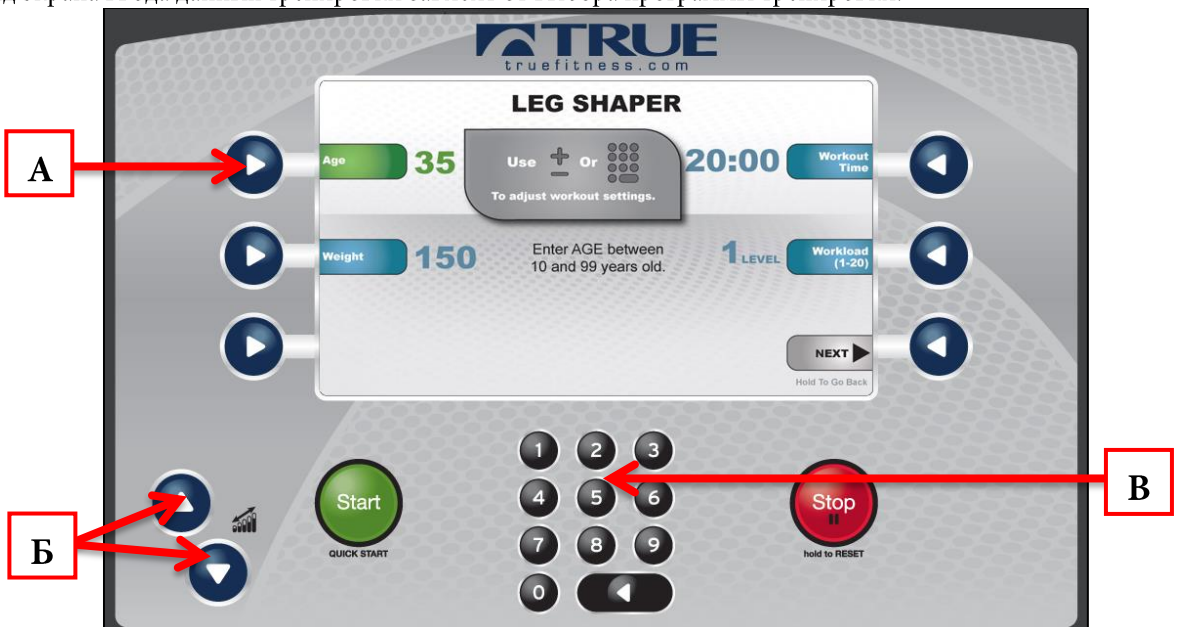 TRUE
truefitness.com
LEG SHAPER
А
Age
35
Use
Or
To adjust workout settings.
20:00
Workout
Time
Weight
150
Enter AGE between
10 and 99 years old.
1 LEVEL
Workload
(1-20)
NEXT
Hold To Go Back
1 2 3
Start
4 5 6
Stop
В
QUICK START
7 8 9
hold to RESET
Б
0